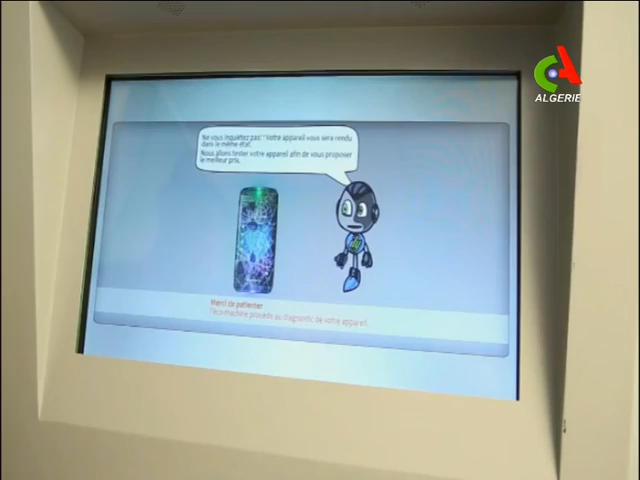 ALGERIE
Ne vous inquiétez pas! Votre appareil vous sera rendu
dans le même état.
Nous allons tester votre appareil afin de vous proposer
le meilleur prix.
Merci de patienter
l'éco-machine procède au diagnostic de votre appareil.